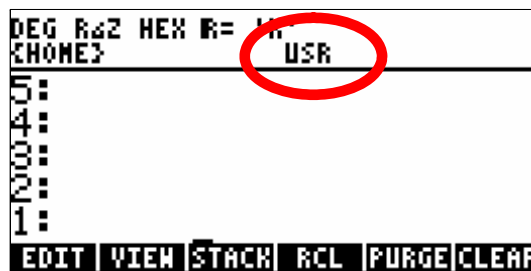 DEG R∠Z HEX R= 'X'
{HOME} USR
5:
4:
3:
2:
1:
EDIT VIEW STACK RCL PURGE CLEAR